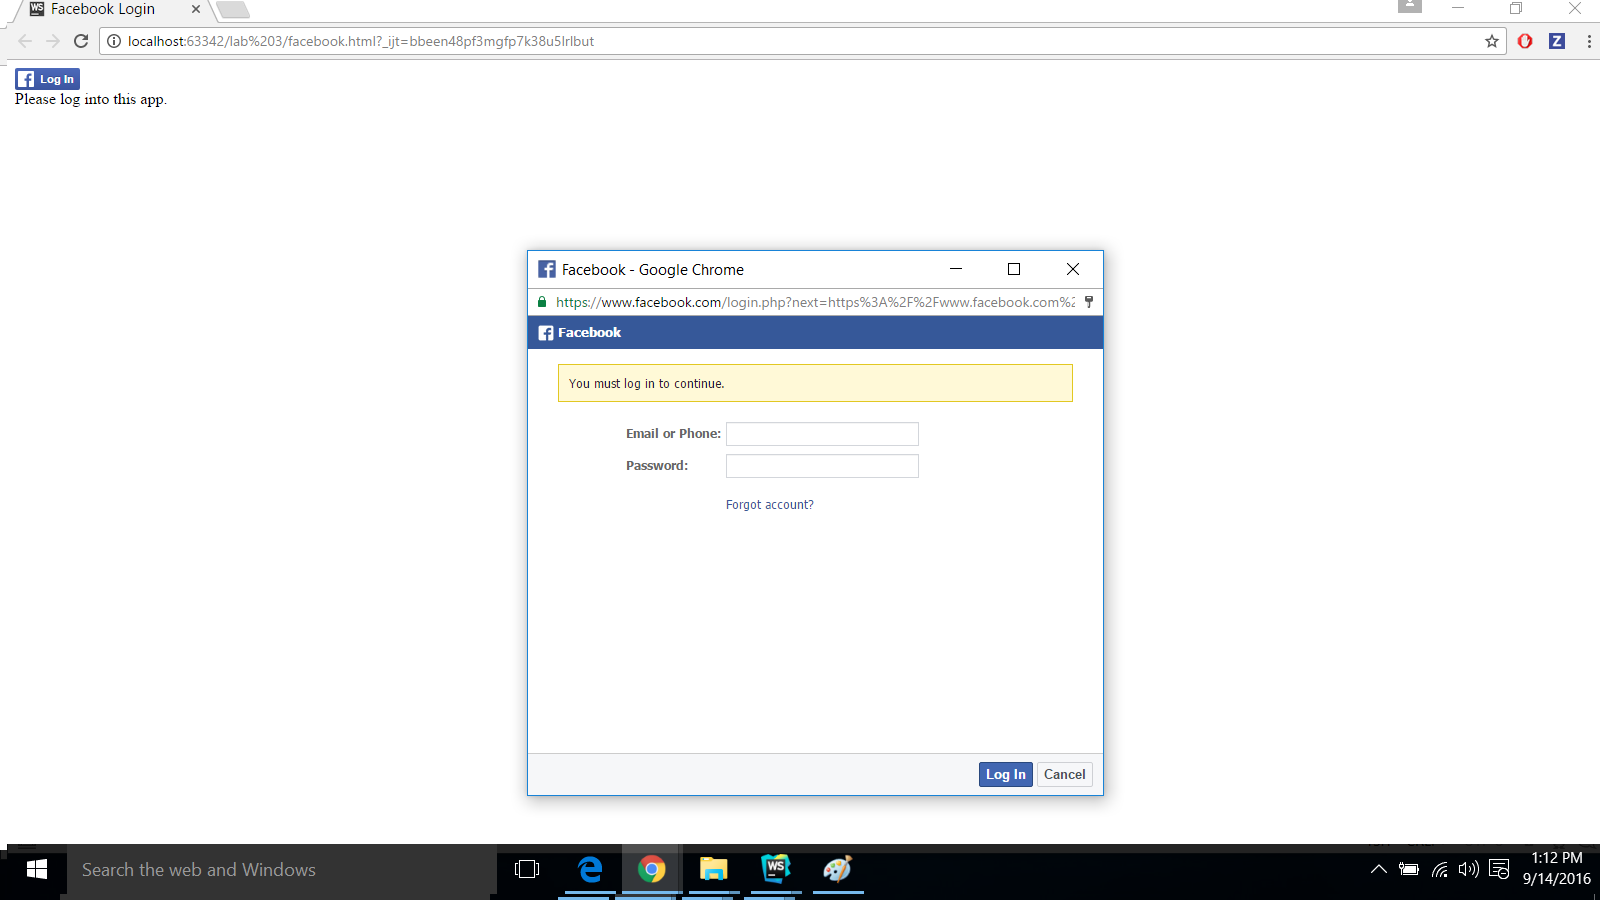 WS
Facebook Login
localhost:63342/lab%203/facebook.html?_ijt=bbeen48pf3mgfp7k38u5lrlbut
Z
f Log In
Please log into this app.
Facebook - Google Chrome
https://www.facebook.com/login.php?next=https%3A%2F%2Fwww.facebook.com%2
Facebook
You must log in to continue.
Email or Phone:
Password:
Forgot account?
Log In Cancel
Search the web and Windows
WS
1:12 PM
9/14/2016